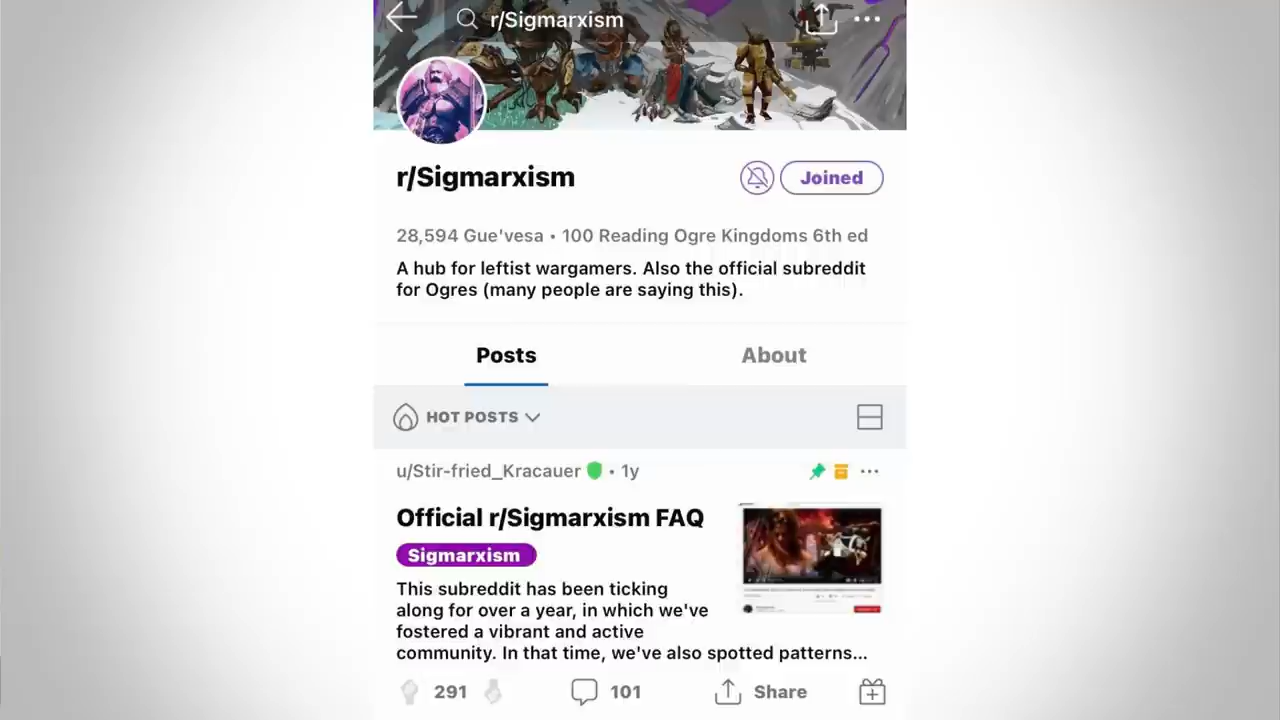 r/Sigmarxism
r/Sigmarxism
Joined
28,594 Gue'vesa • 100 Reading Ogre Kingdoms 6th ed
A hub for leftist wargamers. Also the official subreddit
for Ogres (many people are saying this).
Posts
About
HOT POSTS
u/Stir-fried_Kracauer • 1y
Official r/Sigmarxism FAQ
Sigmarxism
This subreddit has been ticking
along for over a year, in which we've
fostered a vibrant and active
community. In that time, we've also spotted patterns...
291
101
Share